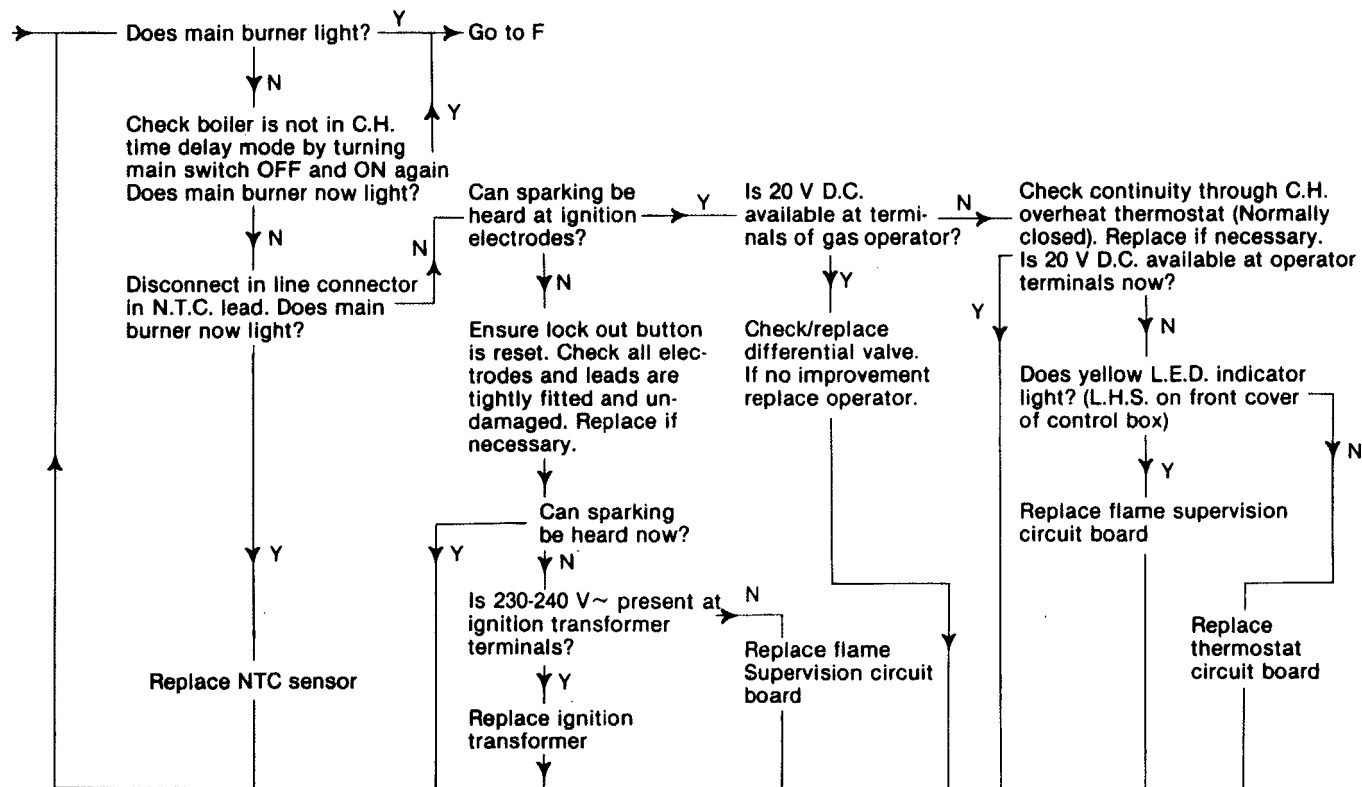 Does main burner light?
Y
Go to F
N
Check boiler is not in C.H.
time delay mode by turning
main switch OFF and ON again
Does main burner now light?
Y
N
Disconnect in line connector
in N.T.C. lead. Does main
burner now light?
N
Y
Replace NTC sensor
Can sparking be
heard at ignition
electrodes?
Y
N
Ensure lock out button
is reset. Check all elec-
trodes and leads are
tightly fitted and un-
damaged. Replace if
necessary.
Can sparking
be heard now?
Y
N
Is 230-240 V~ present at
ignition transformer
terminals?
N
Y
Replace ignition
transformer
Replace flame
Supervision circuit
board
Is 20 V D.C.
available at termi-
nals of gas operator?
N
Y
Check/replace
differential valve.
If no improvement
replace operator.
Check continuity through C.H.
overheat thermostat (Normally
closed). Replace if necessary.
Is 20 V D.C. available at operator
terminals now?
Y
N
Does yellow L.E.D. indicator
light? (L.H.S. on front cover
of control box)
N
Y
Replace flame supervision
circuit board
Replace
thermostat
circuit board